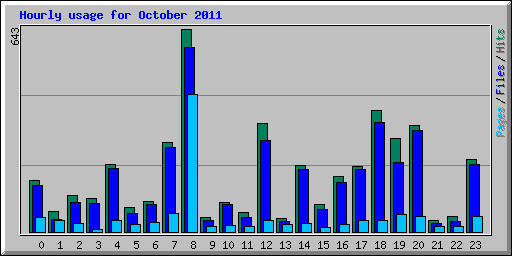 Hourly usage for October 2011
643
Pages/Files/Hits
0 1 2 3 4 5 6 7 8 9 10 11 12 13 14 15 16 17 18 19 20 21 22 23